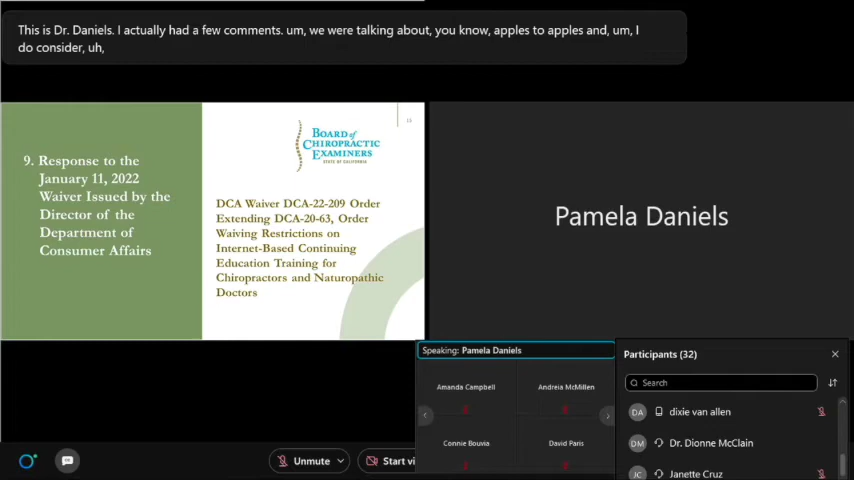 This is Dr. Daniels. I actually had a few comments. um, we were talking about, you know, apples to apples and, um, I
do consider, uh,
9. Response to the
January 11, 2022
Waiver Issued by the
Director of the
Department of
Consumer Affairs
15
BOARD of
CHIROPRACTIC
EXAMINERS
STATE OF CALIFORNIA
DCA Waiver DCA-22-209 Order
Extending DCA-20-63, Order
Waiving Restrictions on
Internet-Based Continuing
Education Training for
Chiropractors and Naturopathic
Doctors
Pamela Daniels
Speaking: Pamela Daniels
Amanda Campbell
Andreia McMillen
Connie Bouvia
David Paris
Participants (32)
Search
DA dixie van allen
DM Dr. Dionne McClain
JC Janette Cruz
Unmute
Start vi